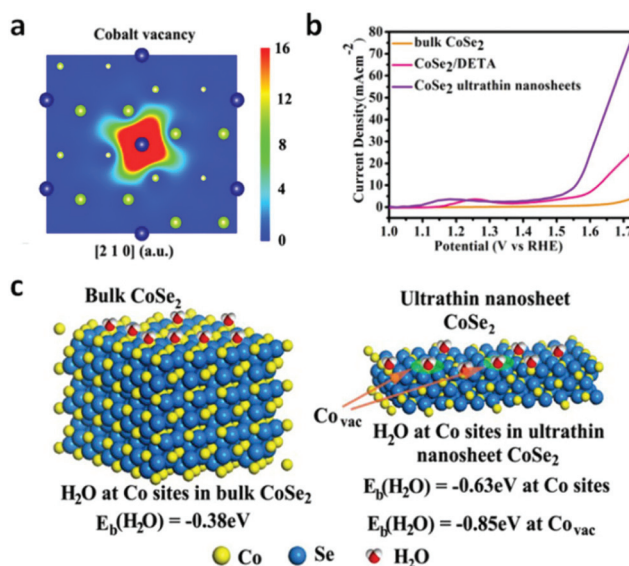 a
Cobalt vacancy
16
12
8
4
0
[2 1 0] (a.u.)
b
Current Density(mAcm-2)
80
70
60
50
40
30
20
10
0
bulk CoSe2
CoSe2/DETA
CoSe2 ultrathin nanosheets
1.0 1.1 1.2 1.3 1.4 1.5 1.6 1.7
Potential (V vs RHE)
c
Bulk CoSe2
H2O at Co sites in bulk CoSe2
Eb(H2O) = -0.38eV
Ultrathin nanosheet
CoSe2
Covac
H2O at Co sites in ultrathin
nanosheet CoSe2
Eb(H2O) = -0.63eV at Co sites
Eb(H2O) = -0.85eV at Covac
Co Se H2O